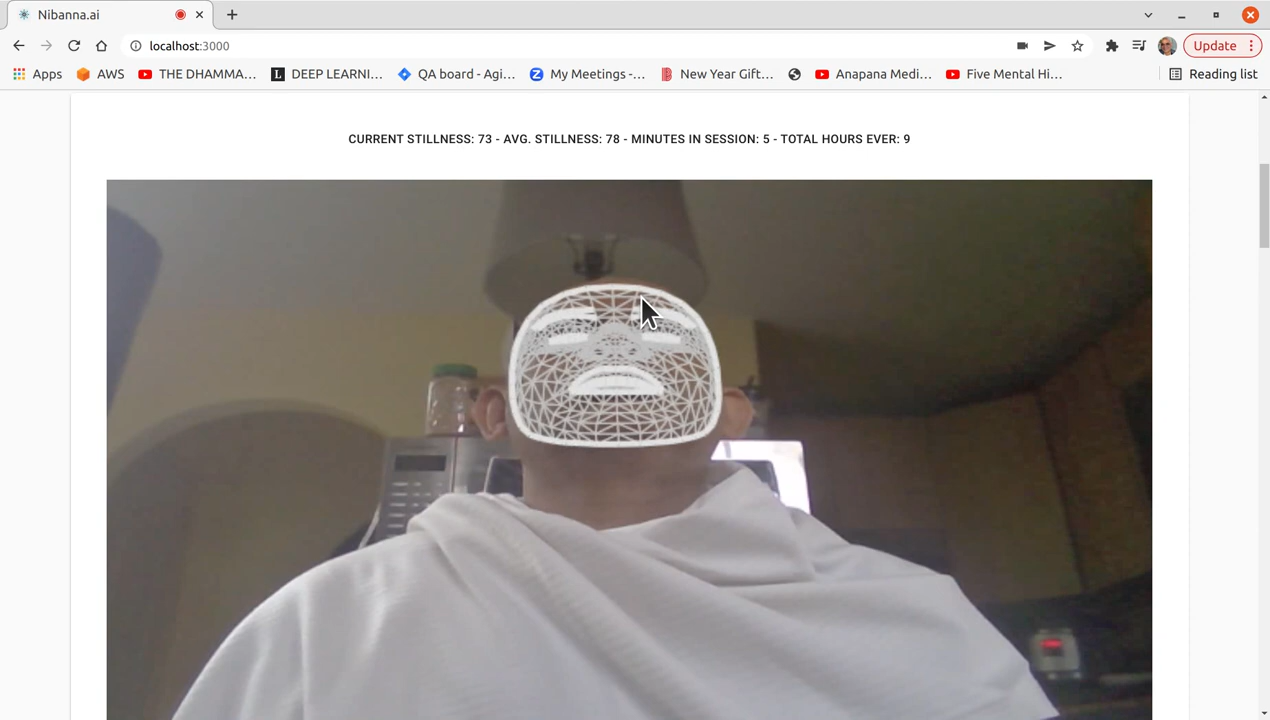 Nibanna.ai
localhost:3000
Update
Apps
AWS
THE DHAMMA...
DEEP LEARNI...
QA board - Agi...
My Meetings -...
New Year Gift...
Anapana Medi...
Five Mental Hi...
Reading list
CURRENT STILLNESS: 73 - AVG. STILLNESS: 78 - MINUTES IN SESSION: 5 - TOTAL HOURS EVER: 9